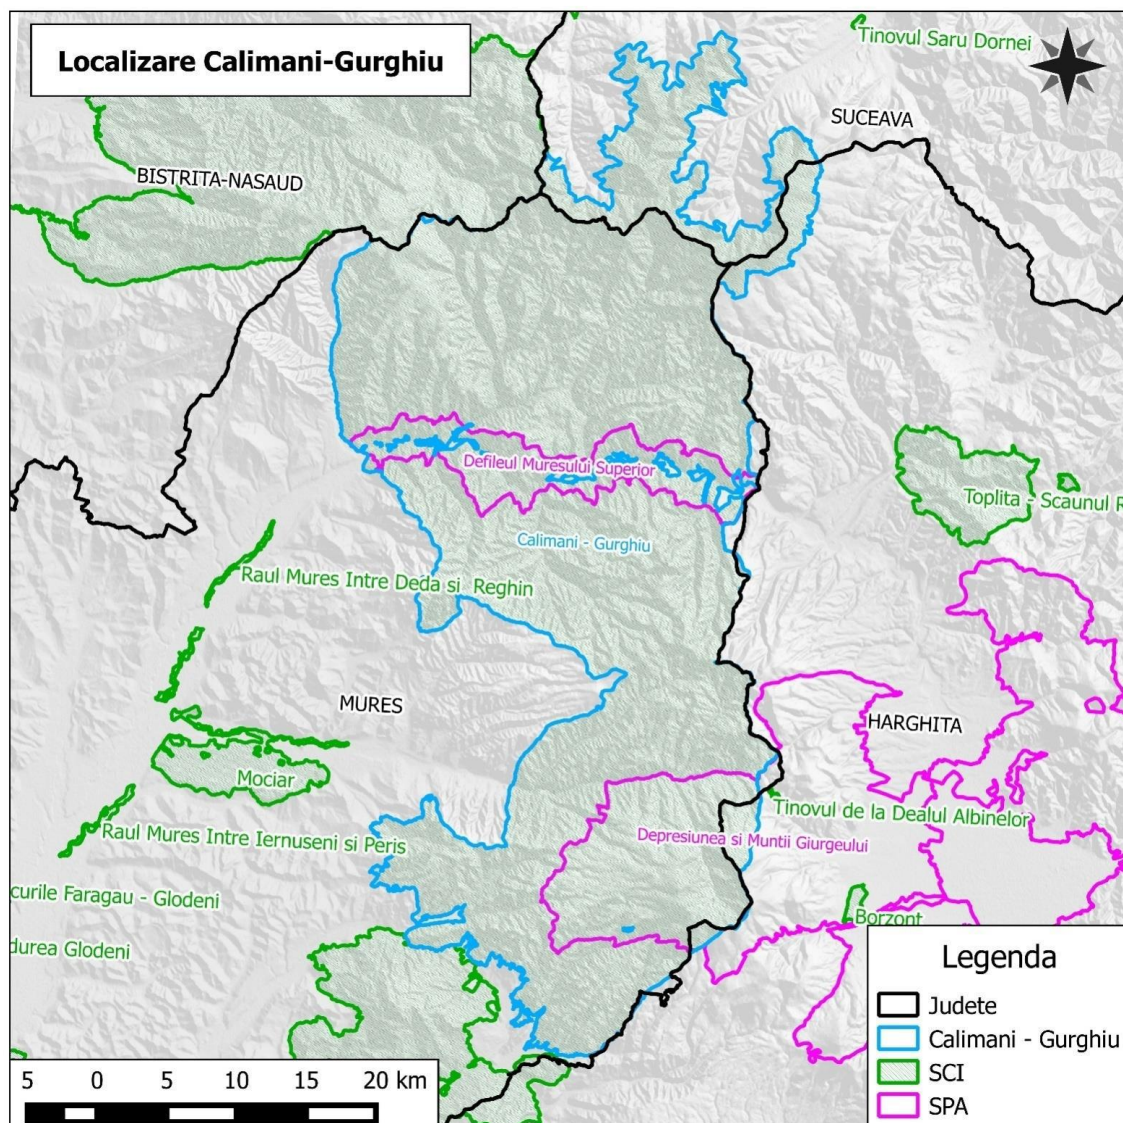 Localizare Calimani-Gurghiu
Tinovul Saru Dornei
SUCEAVA
BISTRITA-NASAUD
Defileul Muresului Superior
Toplita - Scaunul R
Calimani - Gurghiu
Raul Mures Intre Deda si Reghin
MURES
HARGHITA
Mociar
Tinovul de la Dealul Albinelor
Raul Mures Intre Iernuseni si Peris
Depresiunea si Muntii Giurgeului
curile Faragau - Glodeni
Borzont
durea Glodeni
Legenda
Judete
Calimani - Gurghiu
SCI
SPA
5 0 5 10 15 20 km